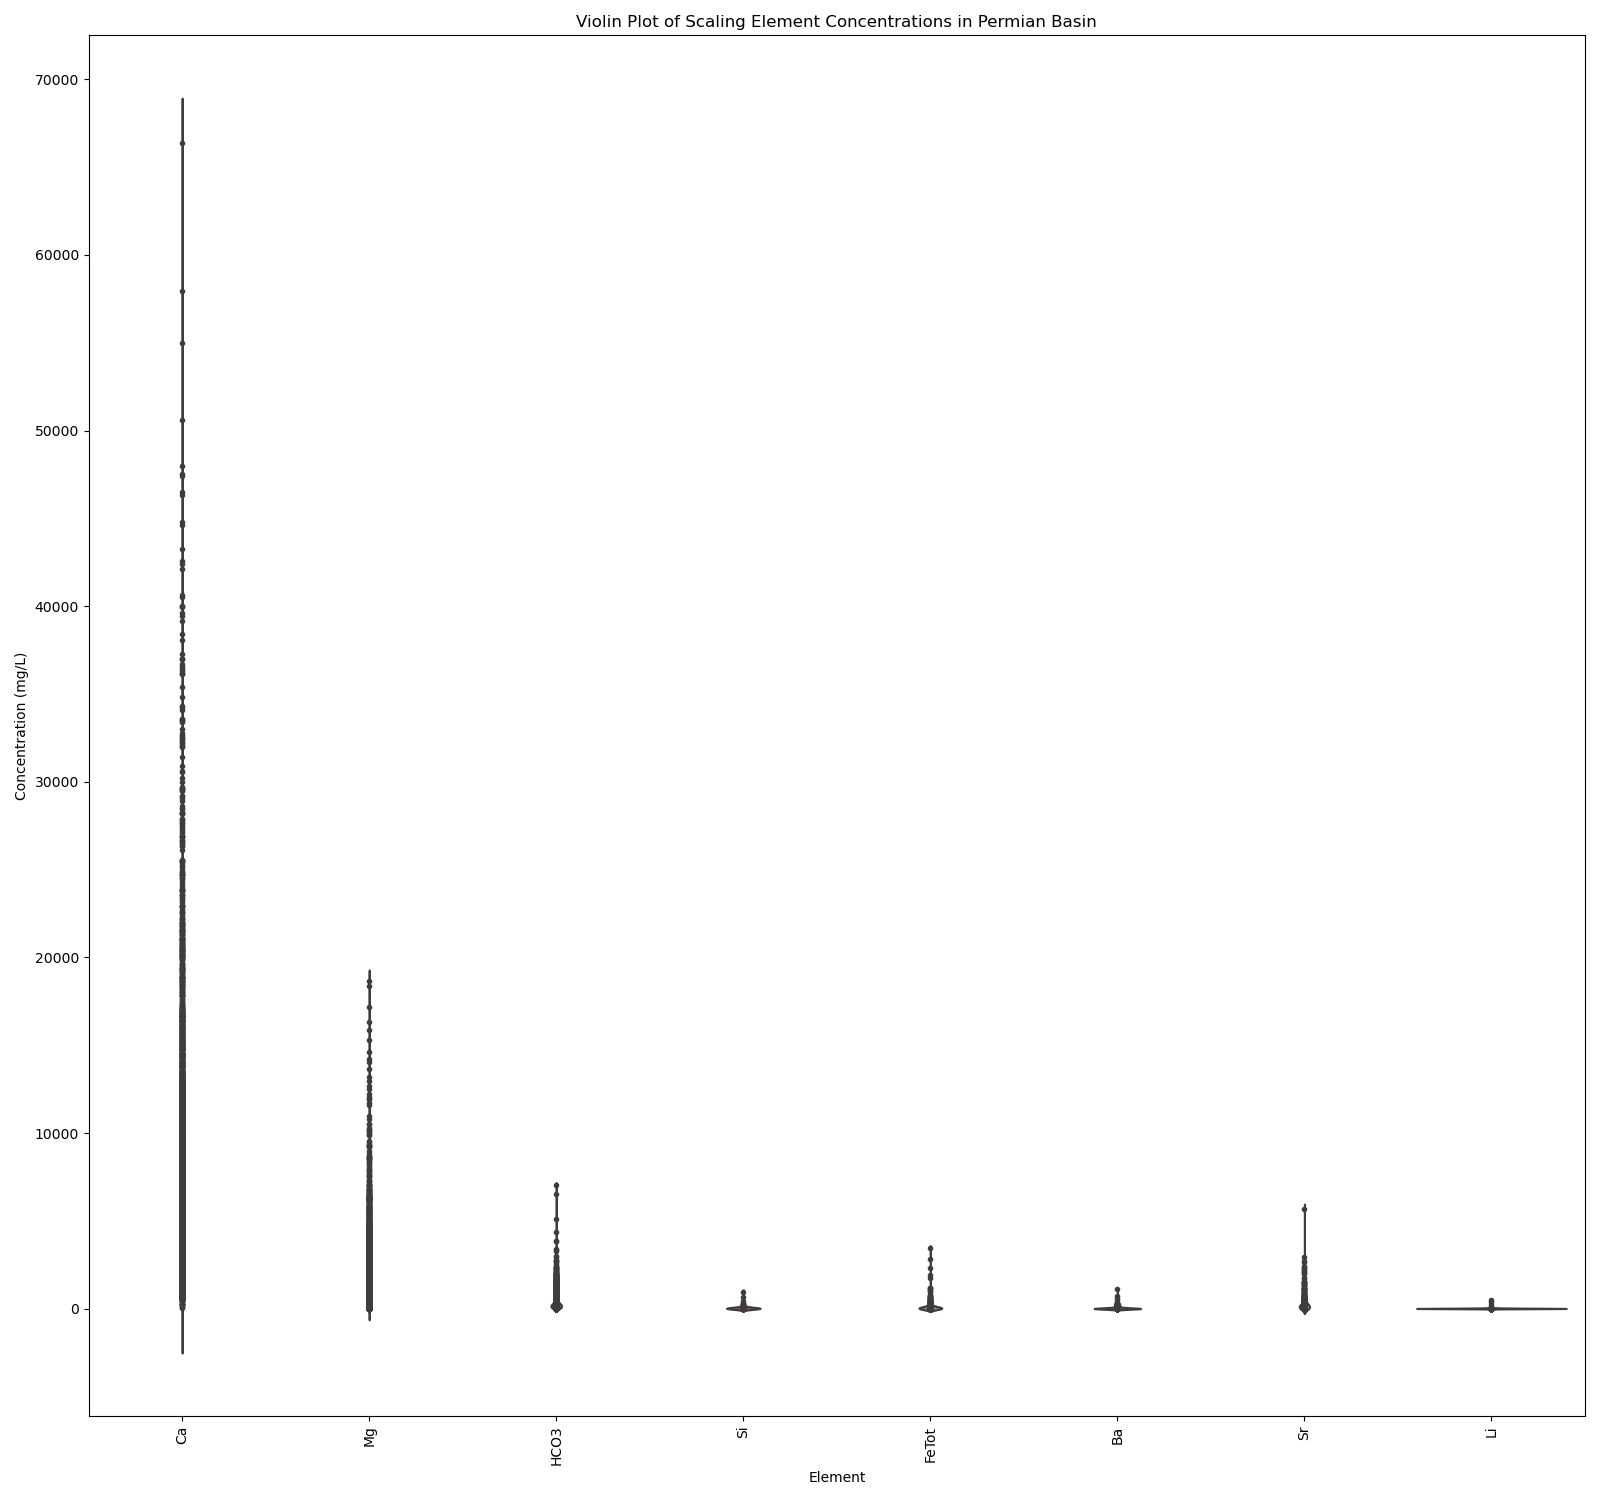 Violin Plot of Scaling Element Concentrations in Permian Basin
70000
60000
50000
40000
30000
20000
10000
0
Concentration (mg/L)
Ca
Mg
HCO3
Si
FeTot
Ba
Sr
Li
Element